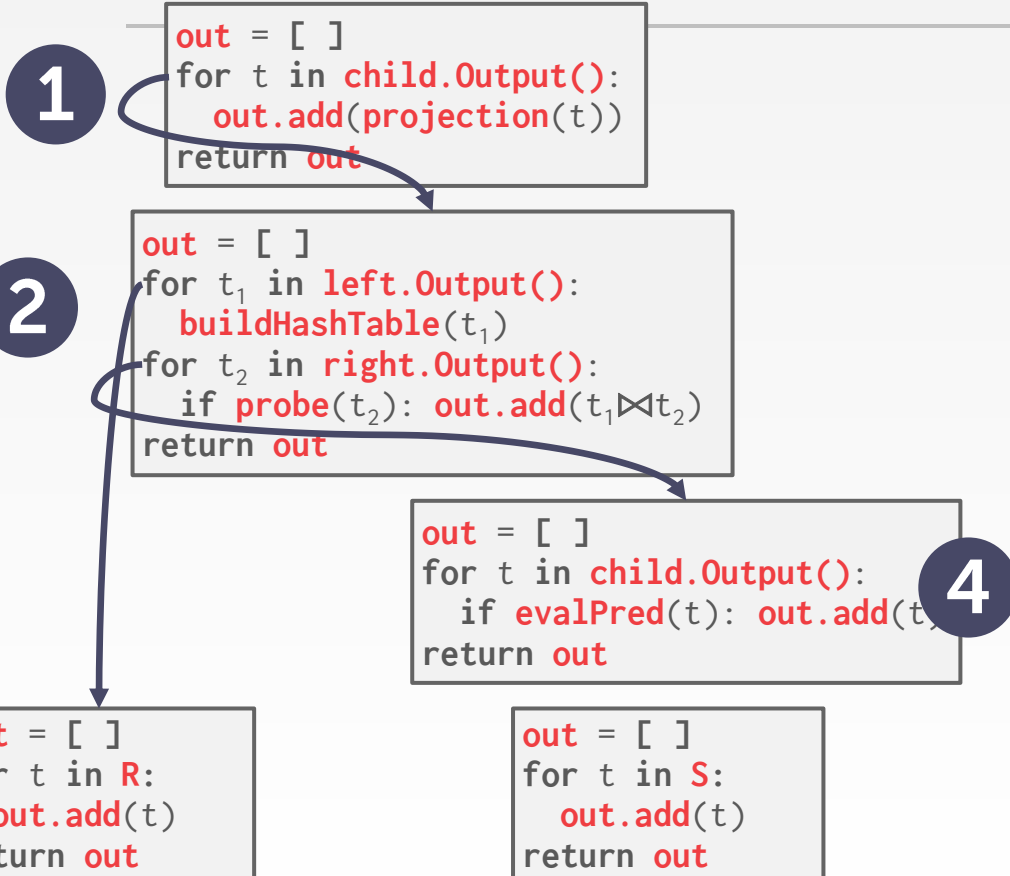 1
out = [ ]
for t in child.Output():
out.add(projection(t))
return out
2
out = [ ]
for t₁ in left.Output():
buildHashTable(t₁)
for t₂ in right.Output():
if probe(t₂): out.add(t₁⨝t₂)
return out
4
out = [ ]
for t in child.Output():
if evalPred(t): out.add(t)
return out
t = [ ]
r t in R:
out.add(t)
turn out
out = [ ]
for t in S:
out.add(t)
return out